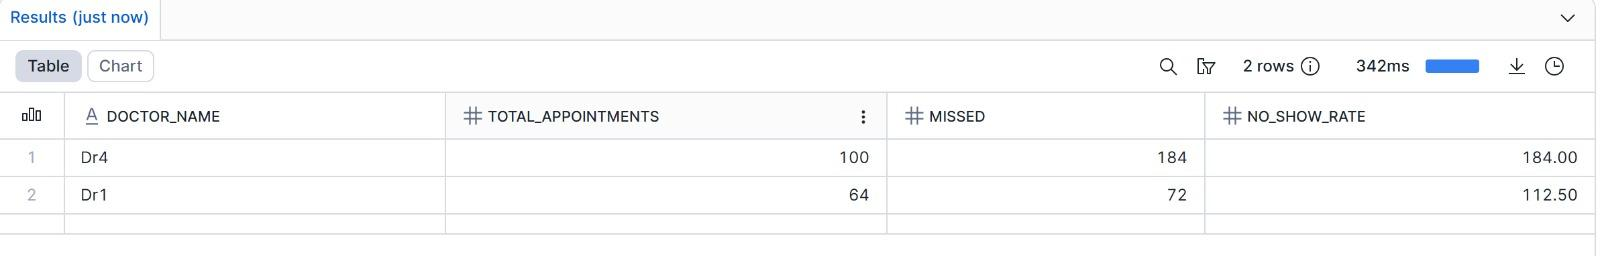 Results (just now)
Table Chart 2 rows 342ms
A DOCTOR_NAME # TOTAL_APPOINTMENTS # MISSED # NO_SHOW_RATE
1 Dr4 100 184 184.00
2 Dr1 64 72 112.50